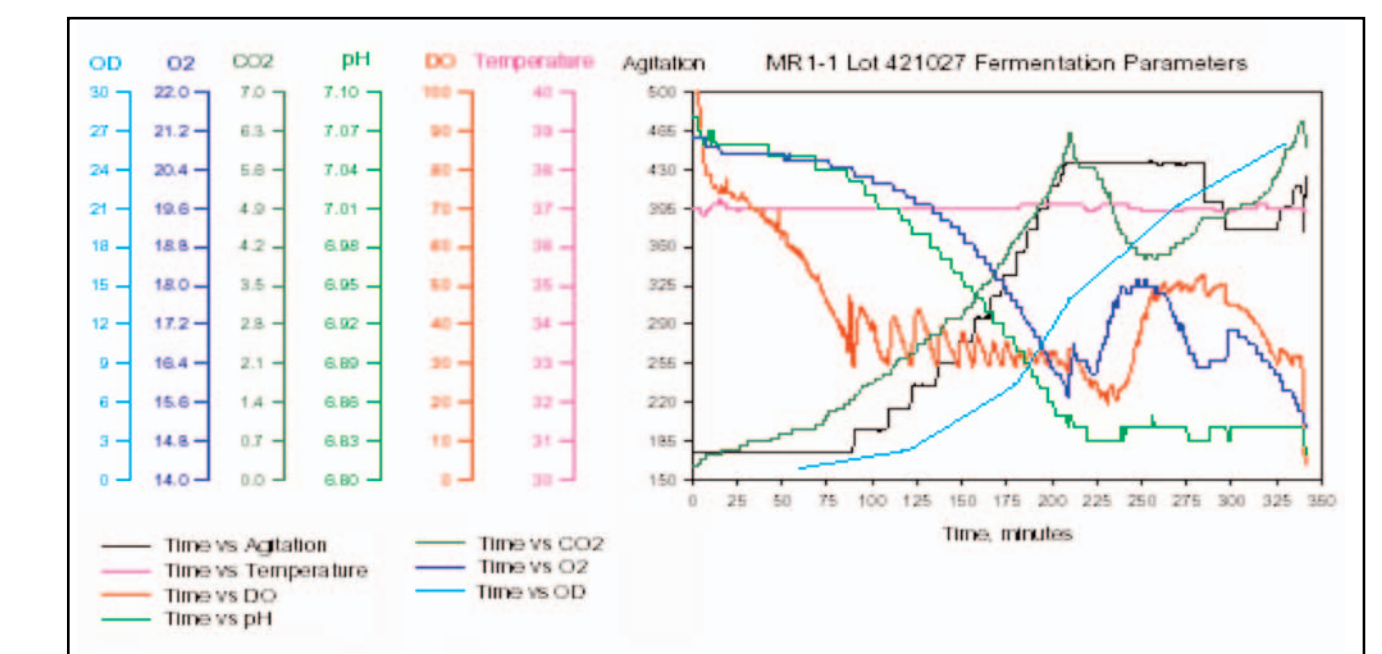 OD O2 CO2 pH DO Temperature Agitation MR1-1 Lot 421027 Fermentation Parameters
30 22.0 7.0 7.10 100 40 500
27 21.2 6.3 7.07 90 39 465
24 20.4 5.6 7.04 80 38 430
21 19.6 4.9 7.01 70 37 395
18 18.8 4.2 6.98 60 36 360
15 18.0 3.5 6.95 50 35 325
12 17.2 2.8 6.92 40 34 290
9 16.4 2.1 6.89 30 33 255
6 15.6 1.4 6.86 20 32 220
3 14.8 0.7 6.83 10 31 185
0 14.0 0.0 6.80 0 30 150
0 25 50 75 100 125 150 175 200 225 250 275 300 325 350
Time, minutes
Time vs Agitation
Time vs Temperature
Time vs DO
Time vs pH
Time vs CO2
Time vs O2
Time vs OD